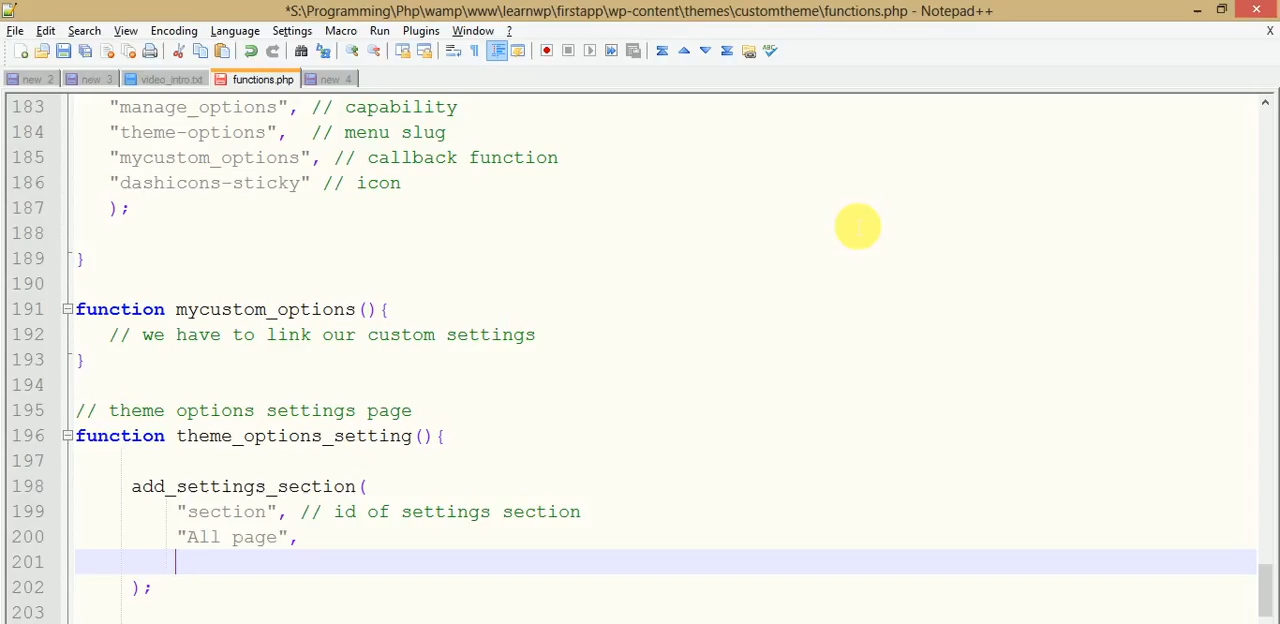 *S:\Programming\Php\wamp\www\learnwp\firstapp\wp-content\themes\customtheme\functions.php - Notepad++
File Edit Search View Encoding Language Settings Macro Run Plugins Window ? X
new 2 new 3 video_intro.txt functions.php new 4
183 "manage_options", // capability
184 "theme-options", // menu slug
185 "mycustom_options", // callback function
186 "dashicons-sticky" // icon
187 );
188
189 }
190
191 function mycustom_options(){
192 // we have to link our custom settings
193 }
194
195 // theme options settings page
196 function theme_options_setting(){
197
198 add_settings_section(
199 "section", // id of settings section
200 "All page",
201
202 );
203